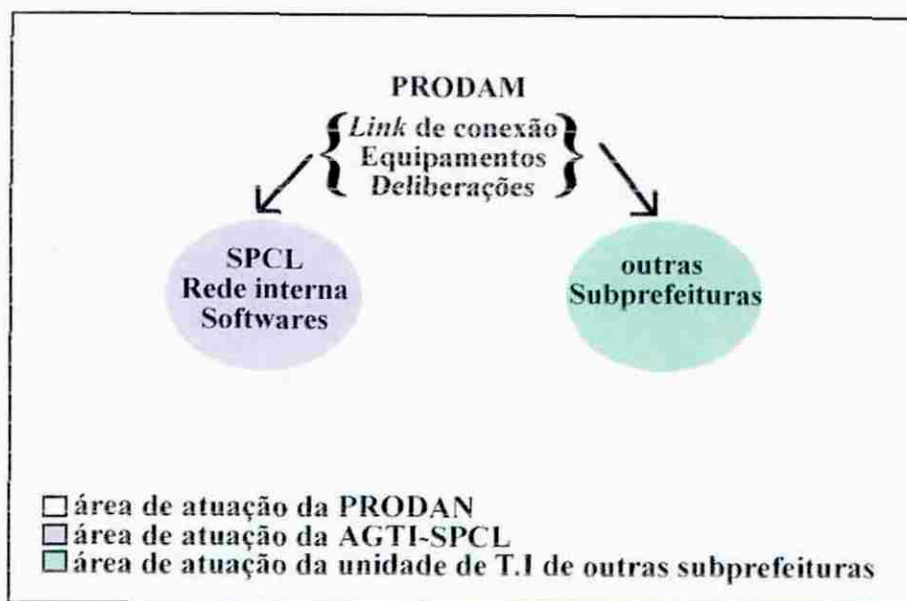 PRODAM
{Link de conexão
Equipamentos
Deliberações}
SPCL
Rede interna
Softwares
outras
Subprefeituras
área de atuação da PRODAN
área de atuação da AGTI-SPCL
área de atuação da unidade de T.I de outras subprefeituras